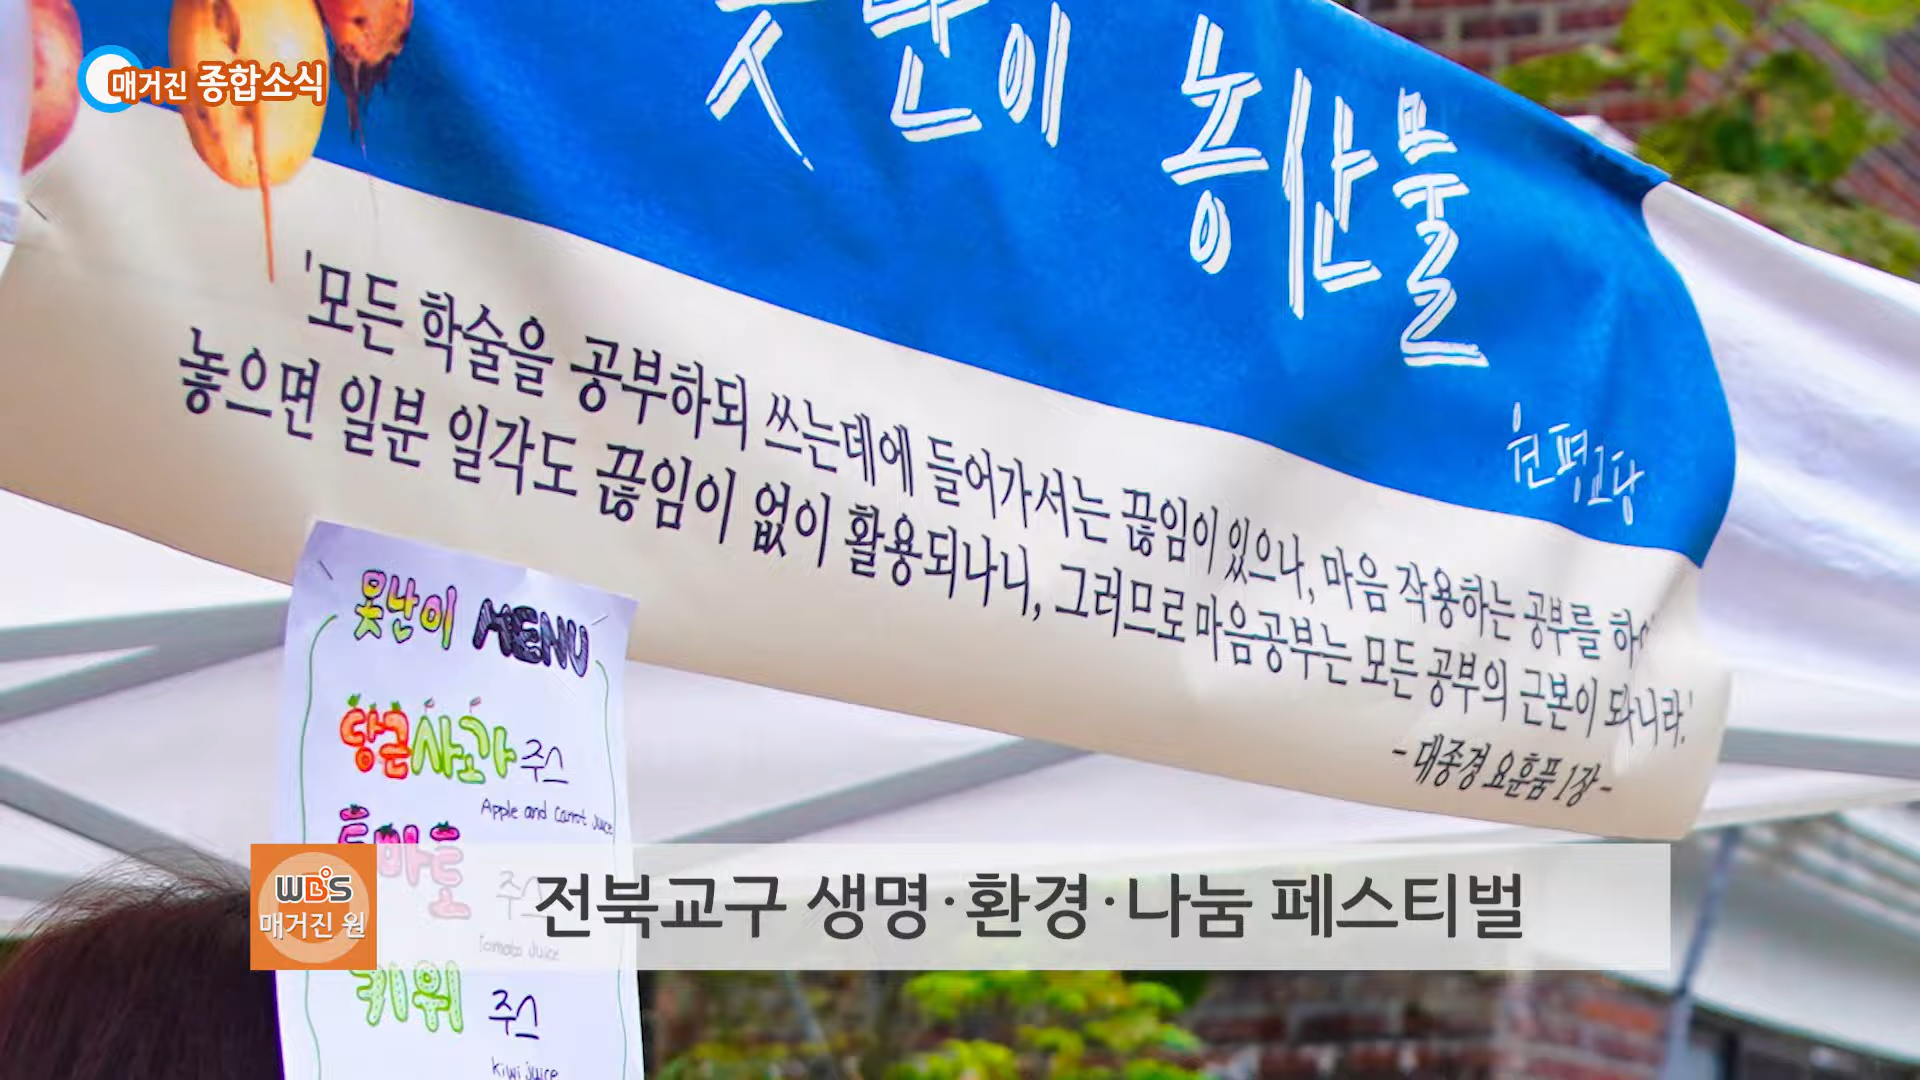 매거진 종합소식
못난이 농산물
원평교당
'모든 학술을 공부하되 쓰는데에 들어가서는 끊임이 있으나, 마음 작용하는 공부를
놓으면 일분 일각도 끊임이 없이 활용되나니, 그러므로 마음공부는 모든 공부의 근본이 되나니라.'
- 대종경 요훈품 1장 -
못난이 MENU
당근사과 주스
Apple and Carrot Juice
토마토 주스
Tomato Juice
키위 주스
kiwi juice
WBS
매거진 원
전북교구 생명·환경·나눔 페스티벌